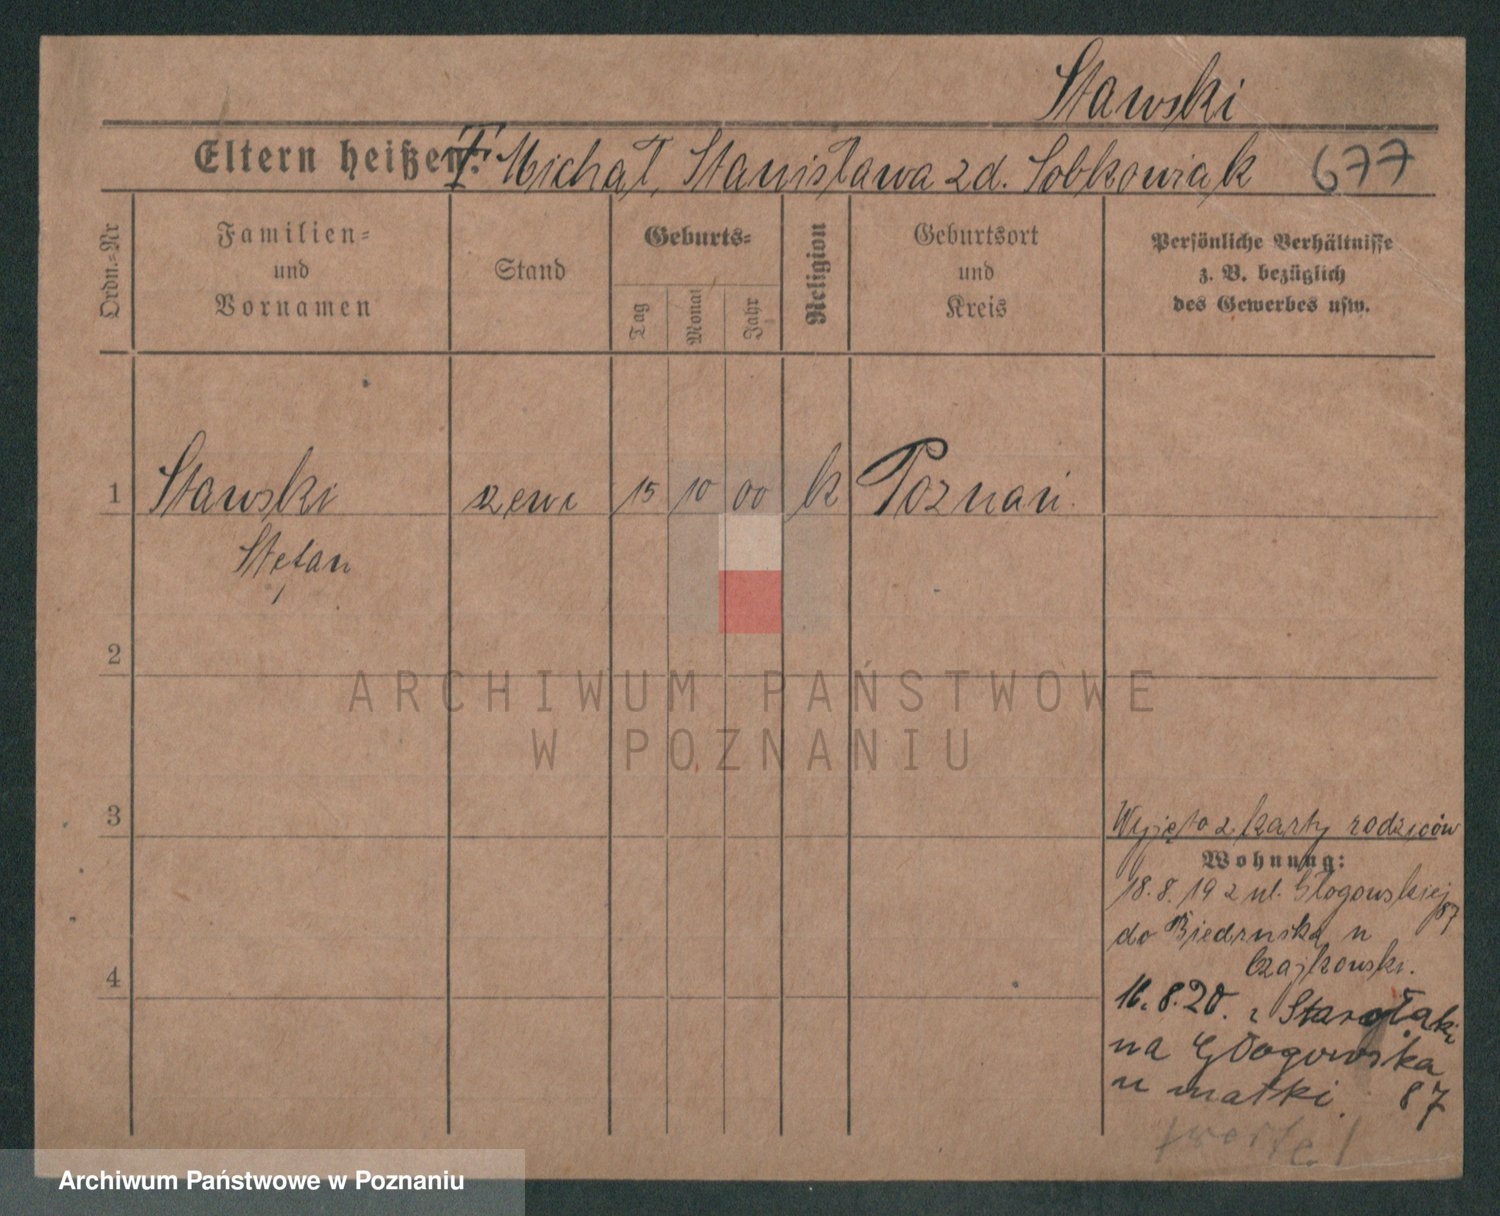 Stawski
Eltern heißen: Michał, Stanisława z d. Sobkowiak 677
Ordn.=Nr
Familien=
und
Vornamen
Stand
Geburts=
Tag
Monat
Jahr
Religion
Geburtsort
und
Kreis
Persönliche Verhältnisse
z. B. bezüglich
des Gewerbes usw.
1 Stawski 15 10 00 k Poznań.
Stefan
2
ARCHIWUM PAŃSTWOWE
W POZNANIU
3
Wyjęto z karty rodziców
Wohnung:
18.8.19 z ul. Głogowskiej
87
do Biedruska u
Czajkowski.
4
16.8.20. z Starołęki
na Głogowska
u matki. 87
Archiwum Państwowe w Poznaniu